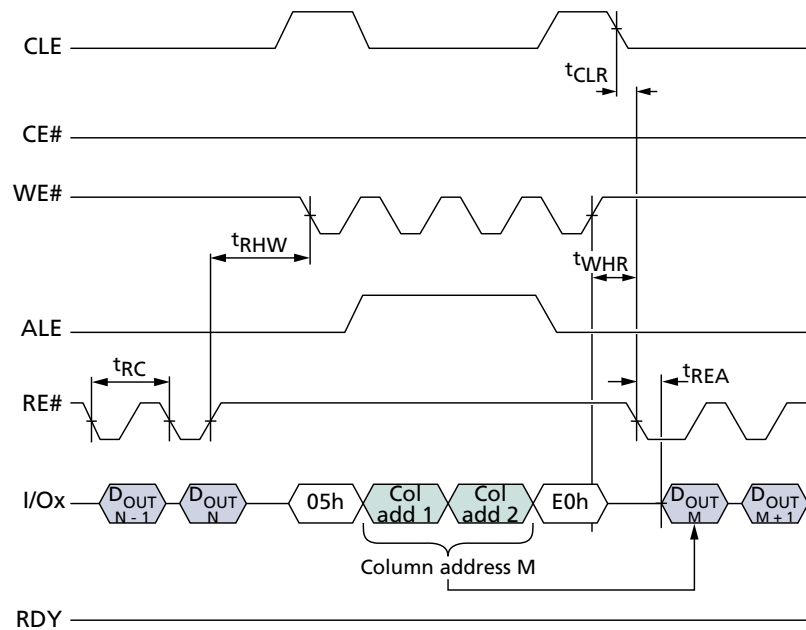 CLE
tCLR
CE#
WE#
tRHW
tWHR
ALE
tRC
tREA
RE#
I/Ox
DOUT
N - 1
DOUT
N
05h
Col
add 1
Col
add 2
E0h
DOUT
M
DOUT
M + 1
Column address M
RDY